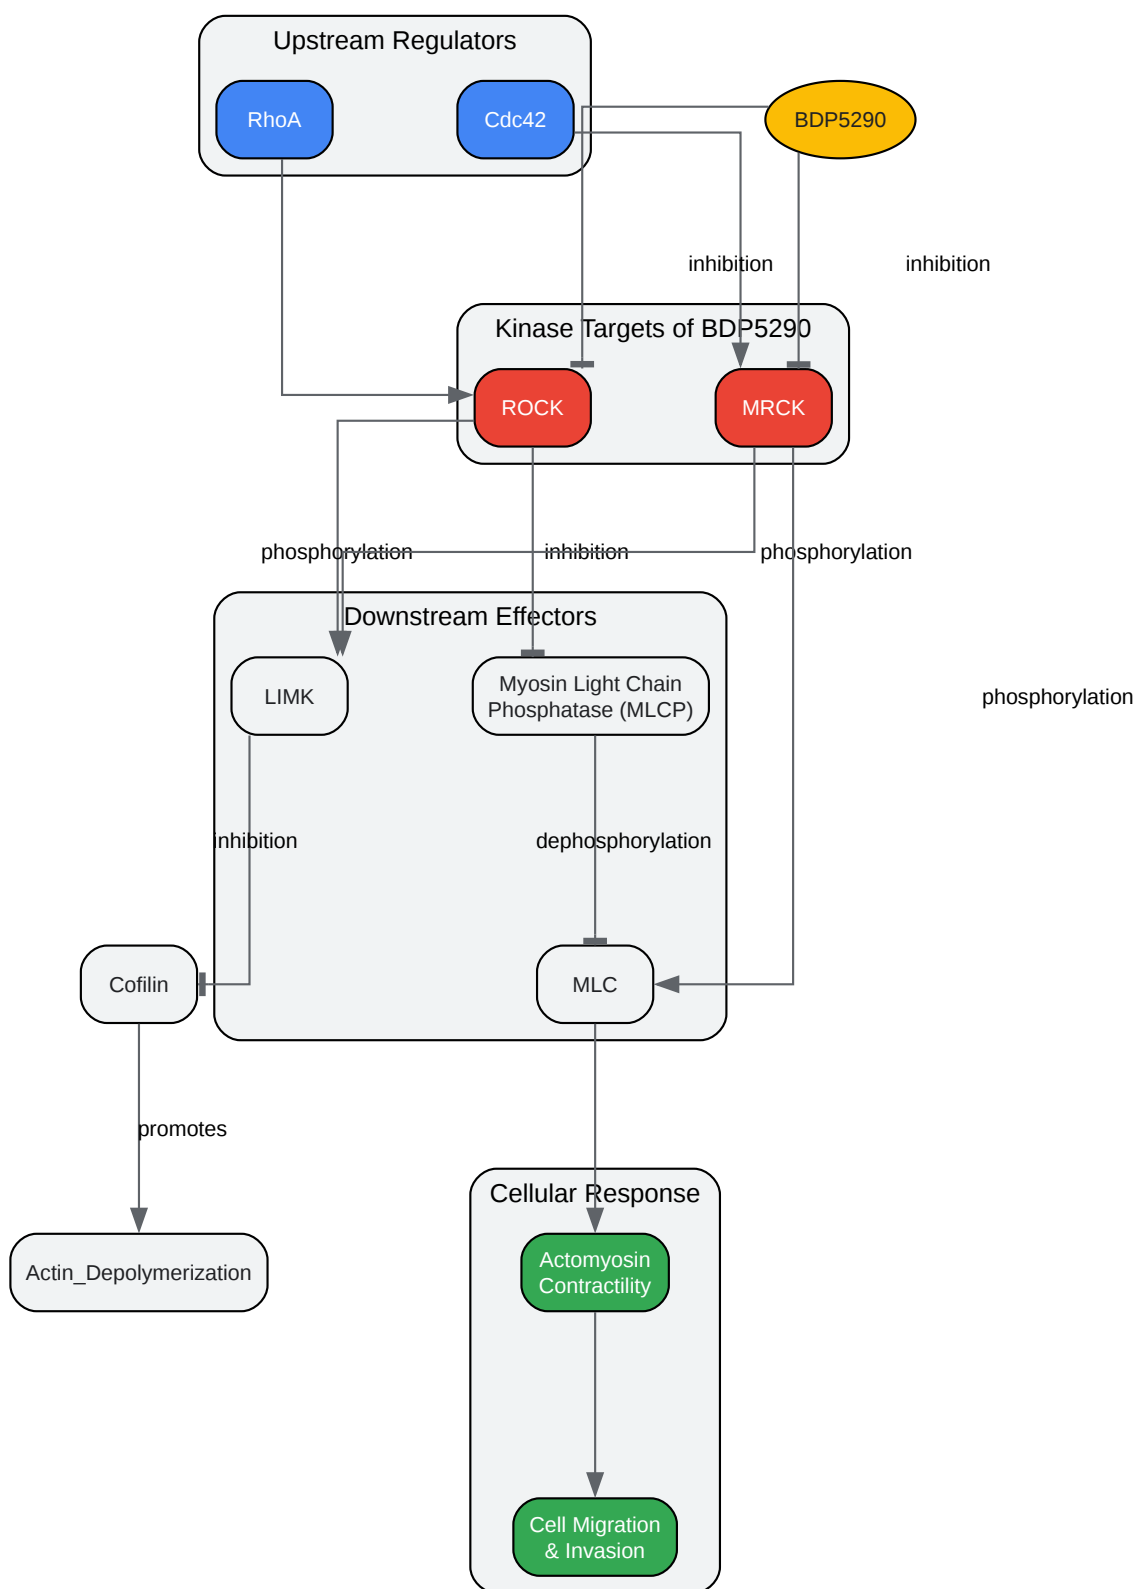 Upstream Regulators
RhoA
Cdc42
BDP5290
inhibition
inhibition
Kinase Targets of BDP5290
ROCK
MRCK
phosphorylation
inhibition
phosphorylation
Downstream Effectors
LIMK
Myosin Light Chain
Phosphatase (MLCP)
phosphorylation
inhibition
dephosphorylation
Cofilin
MLC
promotes
Cellular Response
Actin_Depolymerization
Actomyosin
Contractility
Cell Migration
& Invasion